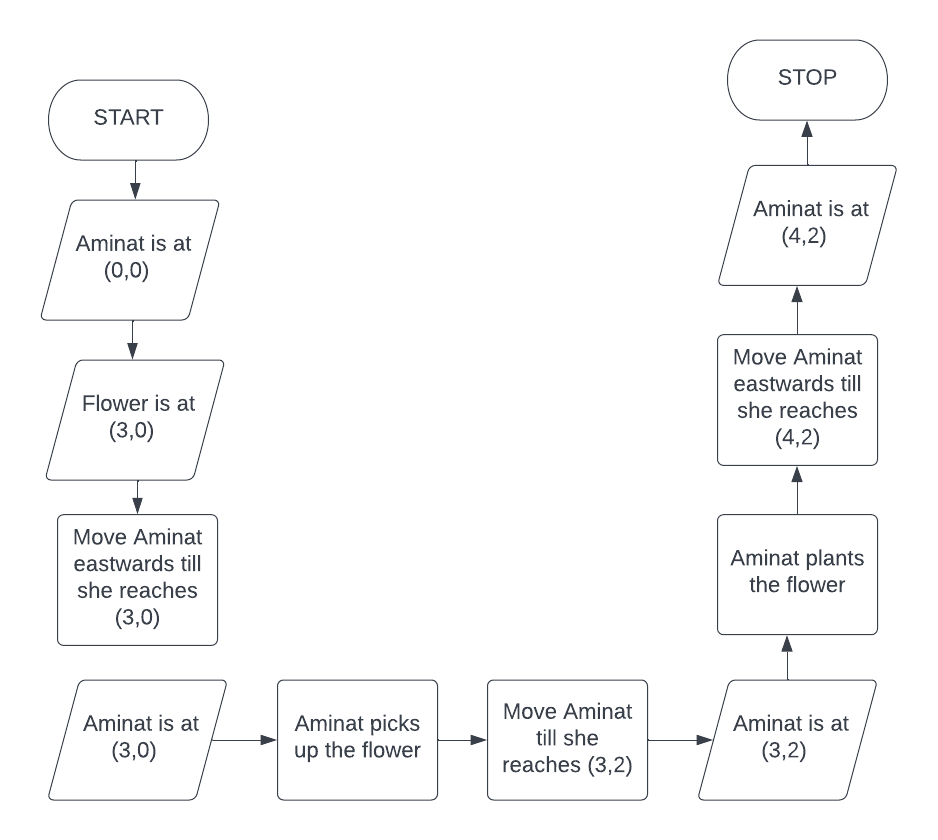 START
Aminat is at
(0,0)
Flower is at
(3,0)
Move Aminat
eastwards till
she reaches
(3,0)
Aminat is at
(3,0)
Aminat picks
up the flower
Move Aminat
till she
reaches (3,2)
Aminat is at
(3,2)
Aminat plants
the flower
Move Aminat
eastwards till
she reaches
(4,2)
Aminat is at
(4,2)
STOP